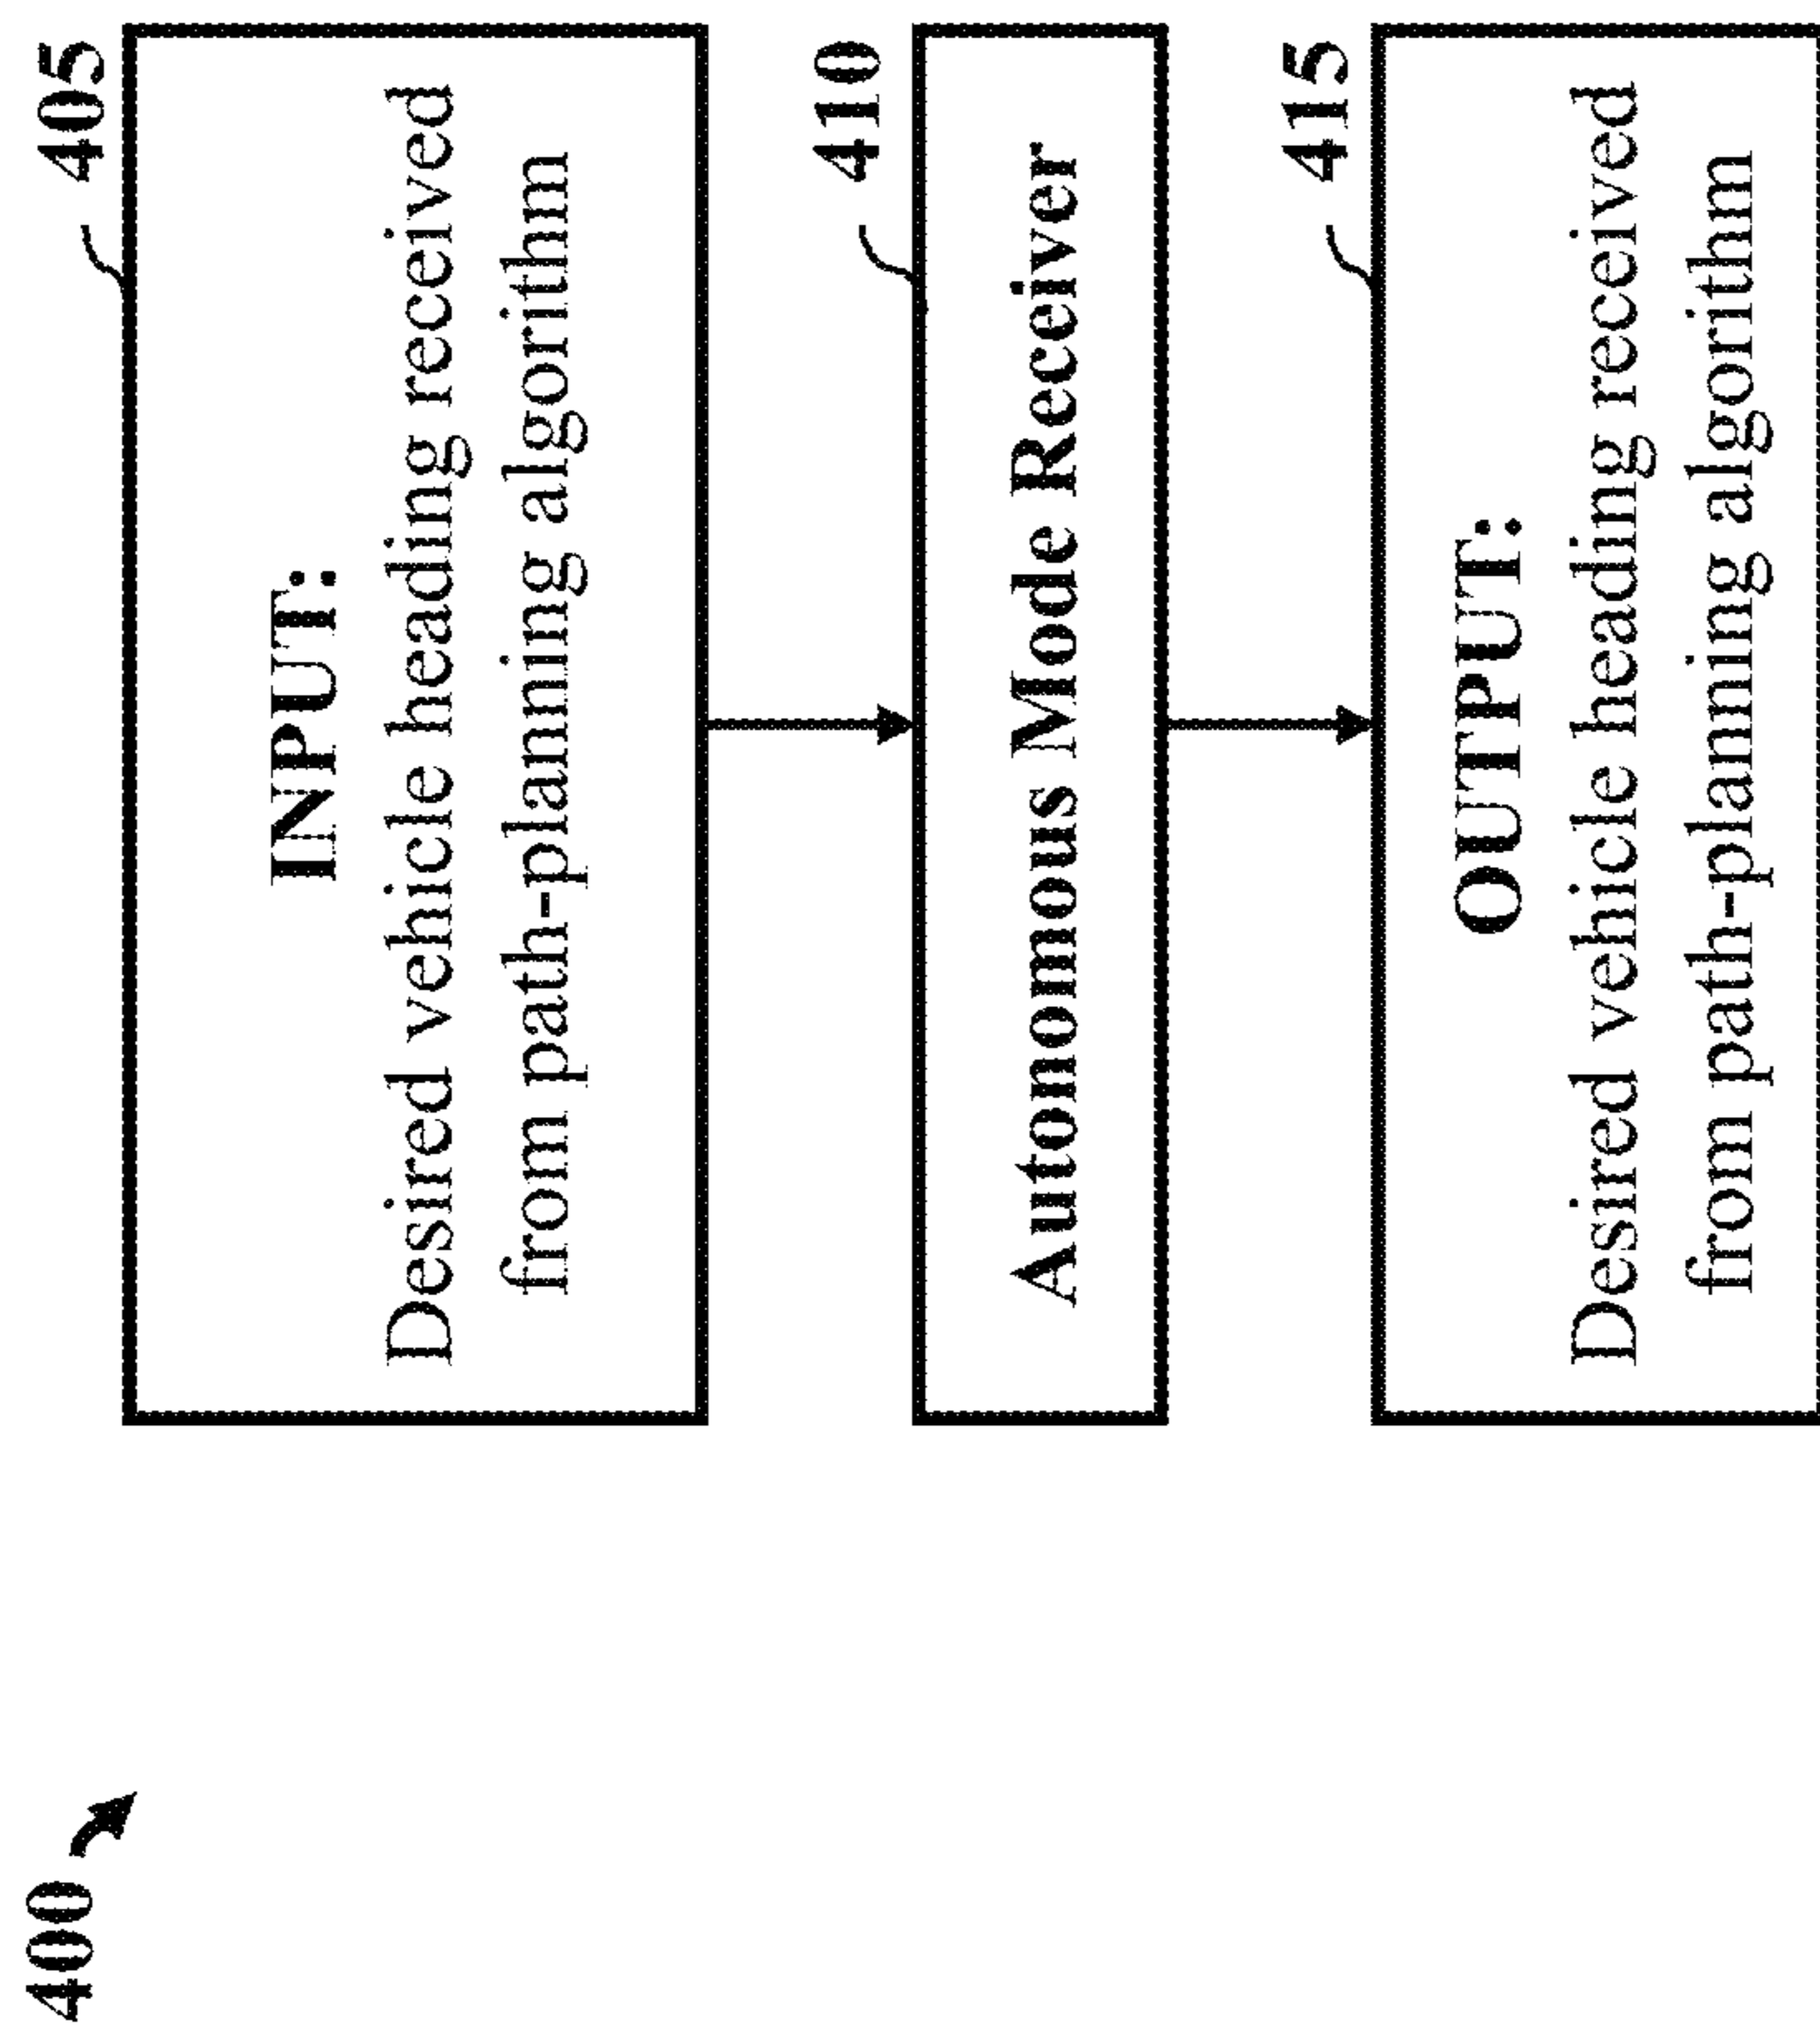 400
405
INPUT:
Desired vehicle heading received
from path-planning algorithm
410
Autonomous Mode Receiver
415
OUTPUT:
Desired vehicle heading received
from path-planning algorithm